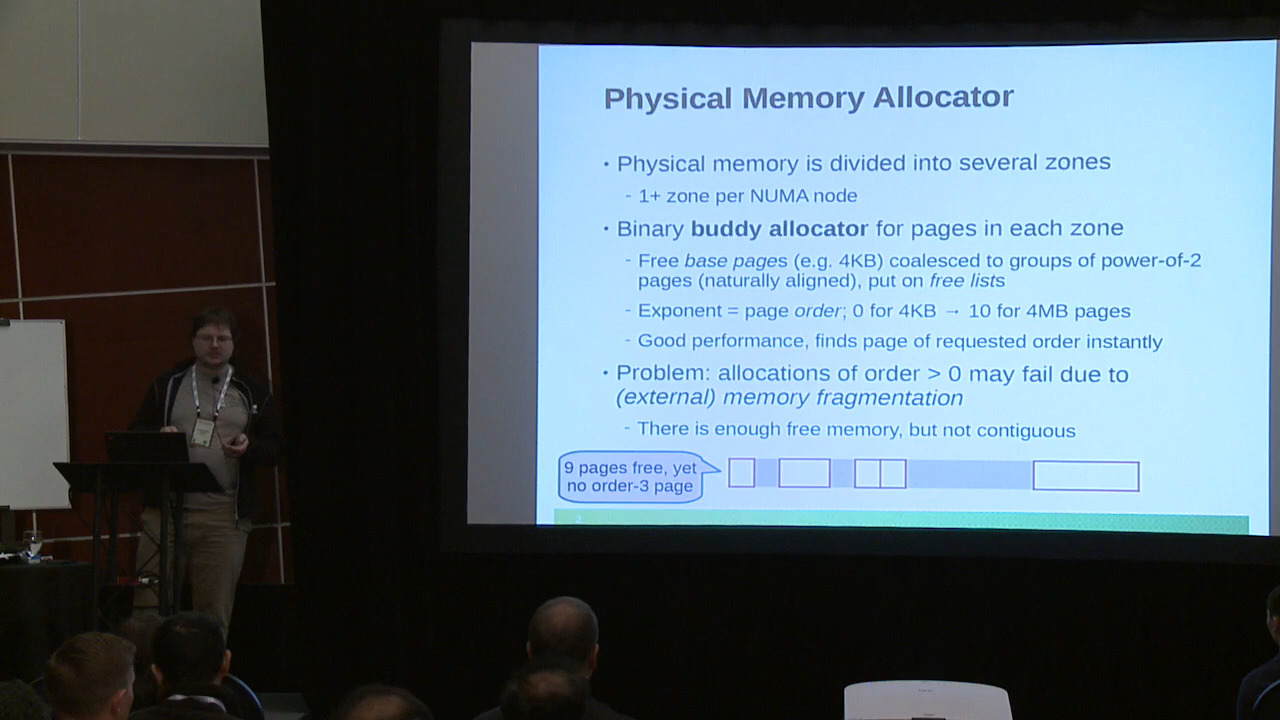 Physical Memory Allocator
• Physical memory is divided into several zones
- 1+ zone per NUMA node
• Binary buddy allocator for pages in each zone
- Free base pages (e.g. 4KB) coalesced to groups of power-of-2
pages (naturally aligned), put on free lists
- Exponent = page order; 0 for 4KB → 10 for 4MB pages
- Good performance, finds page of requested order instantly
• Problem: allocations of order > 0 may fail due to
(external) memory fragmentation
- There is enough free memory, but not contiguous
9 pages free, yet
no order-3 page